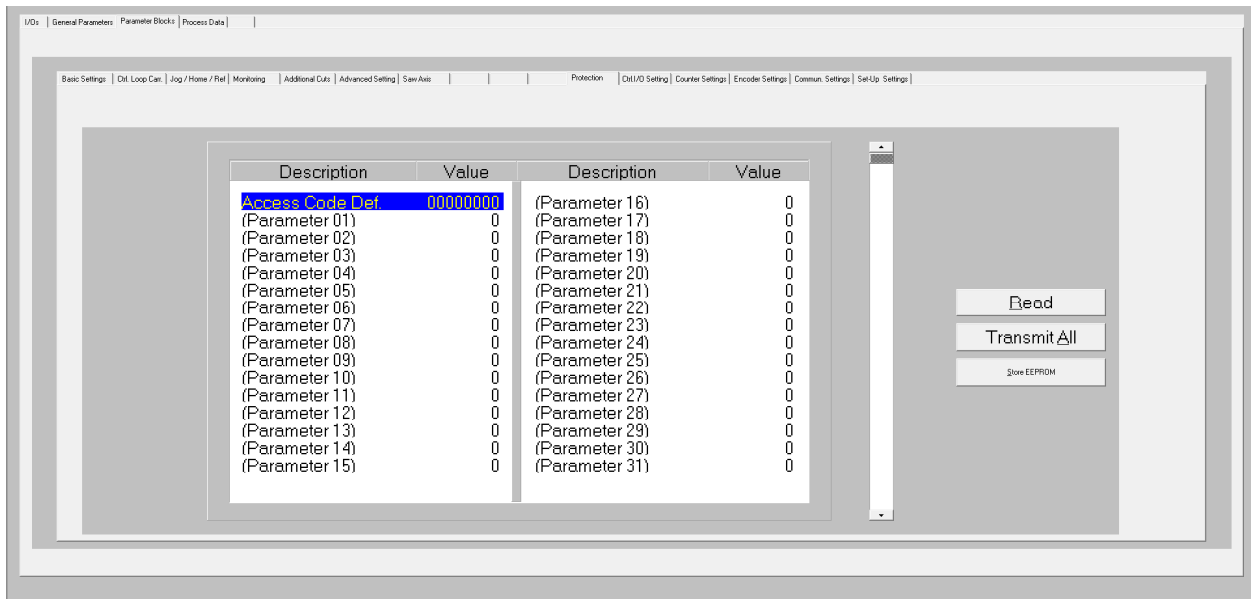 I/Os General Parameters Parameter Blocks Process Data
Basic Settings Ctrl. Loop Carr. Jog / Home / Ref Monitoring Additional Cuts Advanced Setting Saw Axis Protection Ctrl.I/O Setting Counter Settings Encoder Settings Commun. Settings Set-Up Settings
Description Value Description Value
Access Code Def. 00000000 (Parameter 16) 0
(Parameter 01) 0 (Parameter 17) 0
(Parameter 02) 0 (Parameter 18) 0
(Parameter 03) 0 (Parameter 19) 0
(Parameter 04) 0 (Parameter 20) 0
(Parameter 05) 0 (Parameter 21) 0
(Parameter 06) 0 (Parameter 22) 0
(Parameter 07) 0 (Parameter 23) 0
(Parameter 08) 0 (Parameter 24) 0
(Parameter 09) 0 (Parameter 25) 0
(Parameter 10) 0 (Parameter 26) 0
(Parameter 11) 0 (Parameter 27) 0
(Parameter 12) 0 (Parameter 28) 0
(Parameter 13) 0 (Parameter 29) 0
(Parameter 14) 0 (Parameter 30) 0
(Parameter 15) 0 (Parameter 31) 0
Read
Transmit All
Store EEPROM